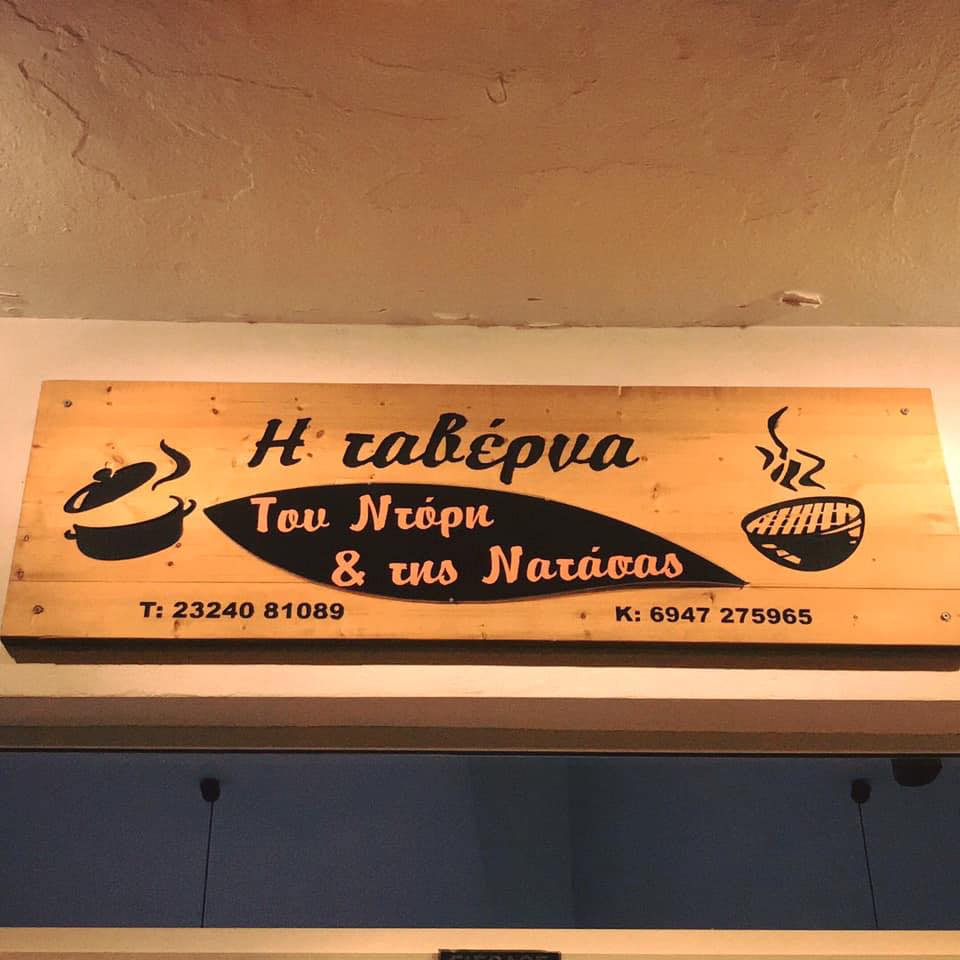 Η ταβέρνα
Του Ντόρη
& της Νατάσας
Τ: 23240 81089
Κ: 6947 275965